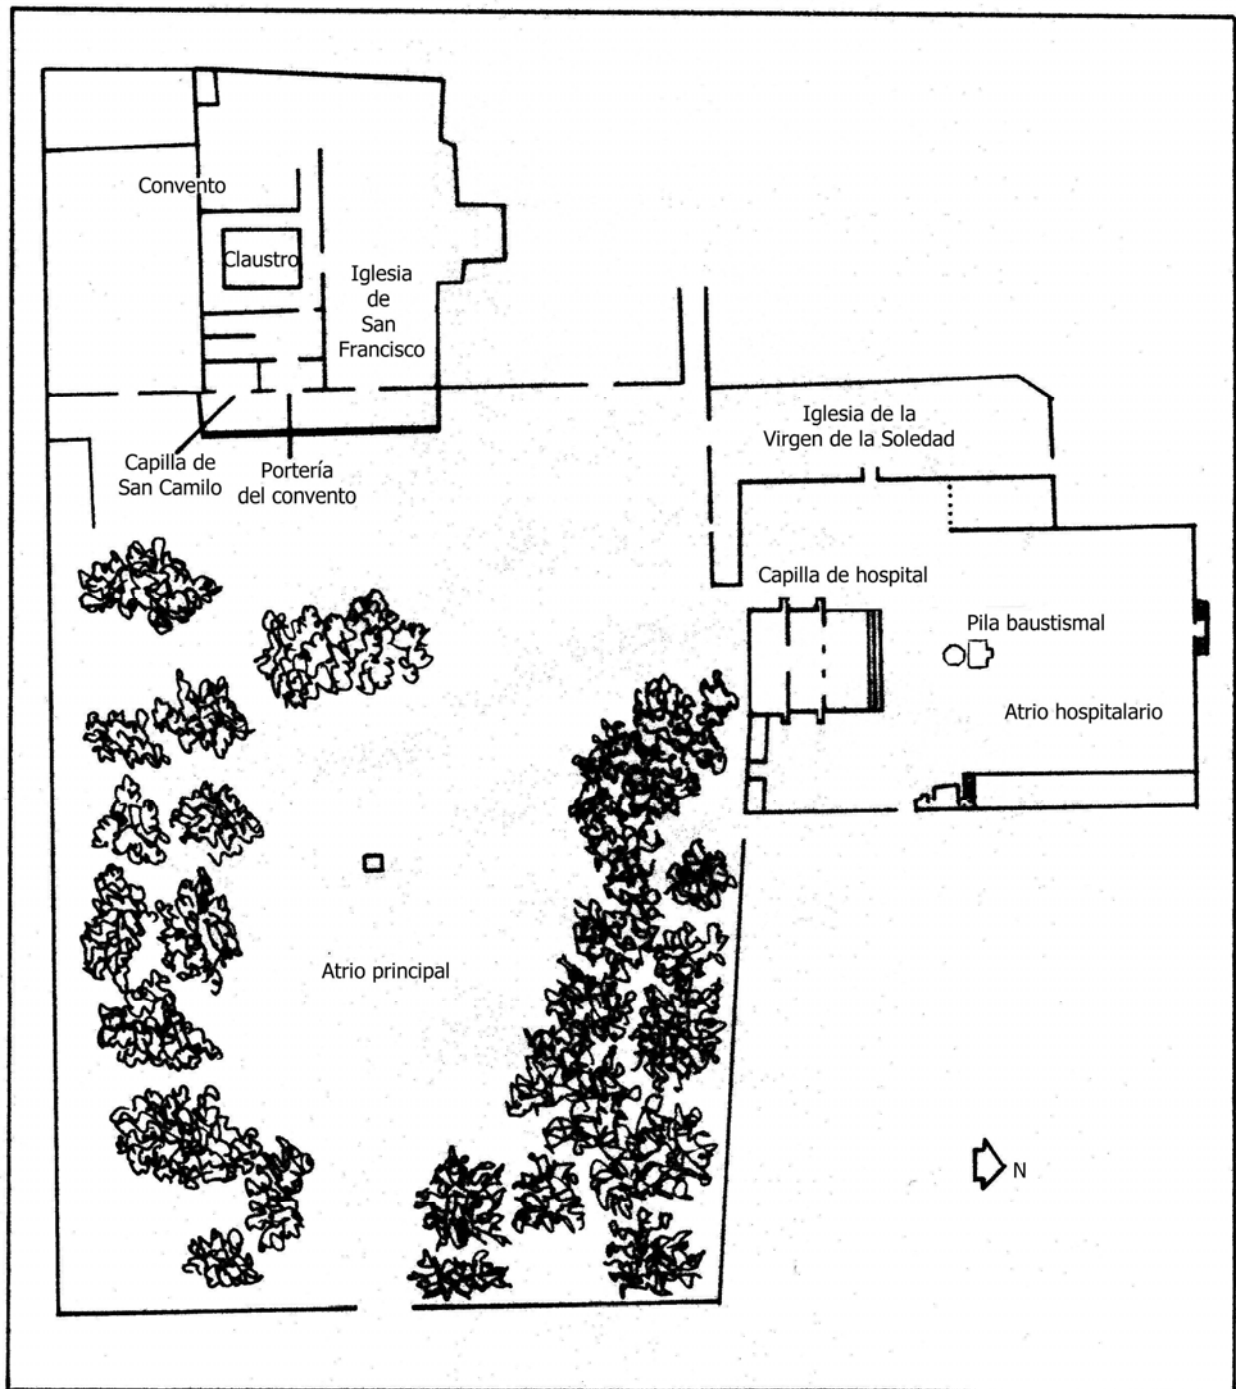 Convento
Claustro
Iglesia
de
San
Francisco
Iglesia de la
Virgen de la Soledad
Capilla de
San Camilo
Portería
del convento
Capilla de hospital
Pila baustismal
Atrio hospitalario
Atrio principal
N